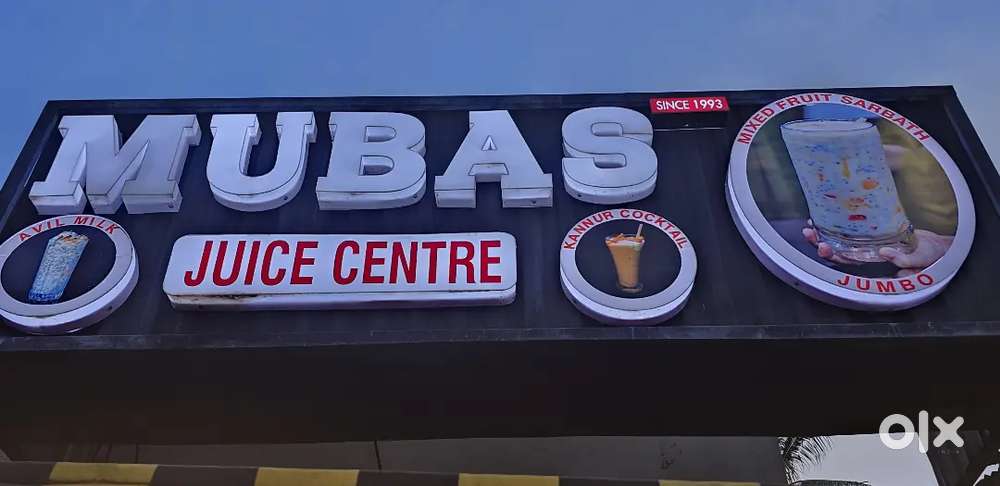 SINCE 1993
MUBAS
JUICE CENTRE
AVIL MILK
KANNUR COCKTAIL
MIXED FRUIT SARBATH
JUMBO
olx